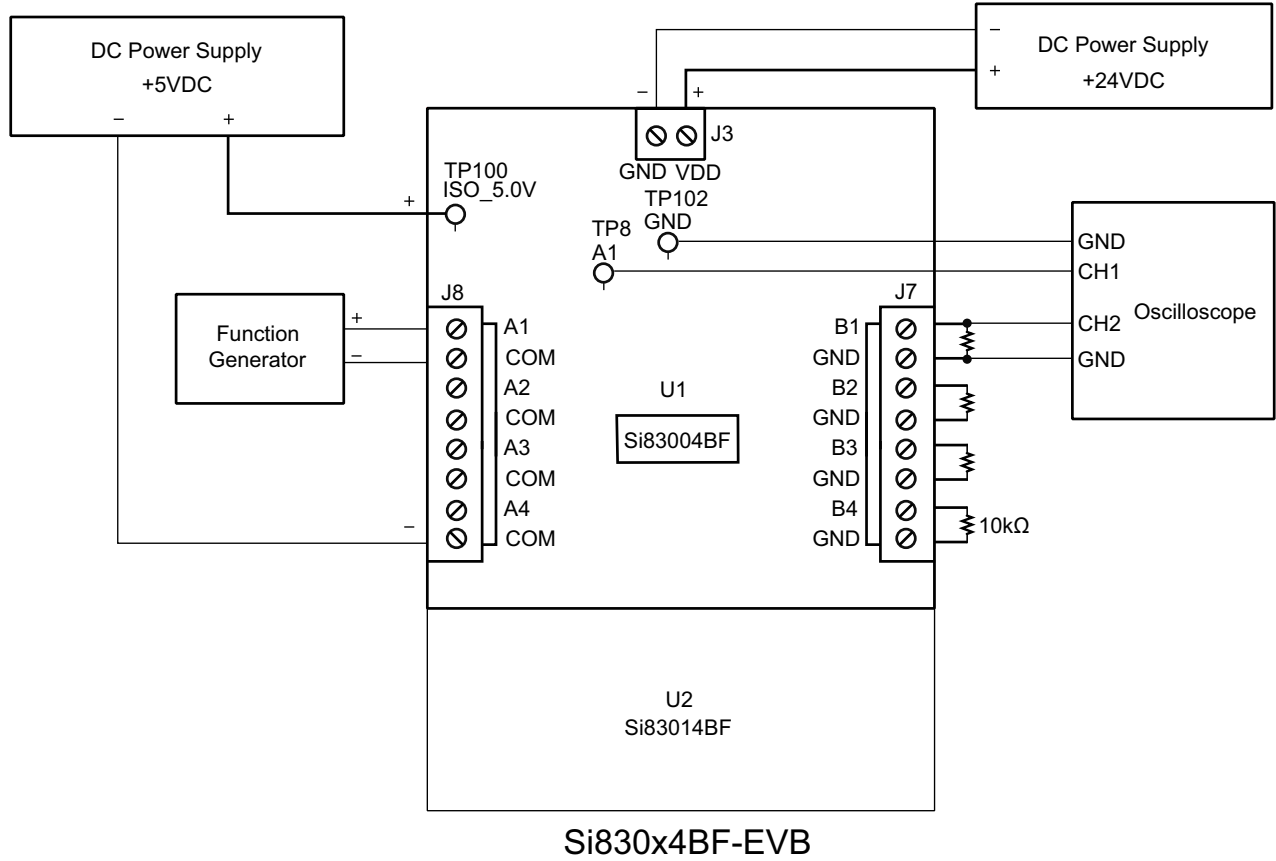 DC Power Supply
+5VDC
− +
DC Power Supply
+24VDC
−
+
− +
J3
GND VDD
TP100
ISO_5.0V
+
TP102
GND
TP8
A1
GND
CH1
CH2
GND
Oscilloscope
Function
Generator
+
−
J8
A1
COM
A2
COM
A3
COM
A4
COM
−
U1
Si83004BF
J7
B1
GND
B2
GND
B3
GND
B4
GND
10kΩ
U2
Si83014BF
Si830x4BF-EVB